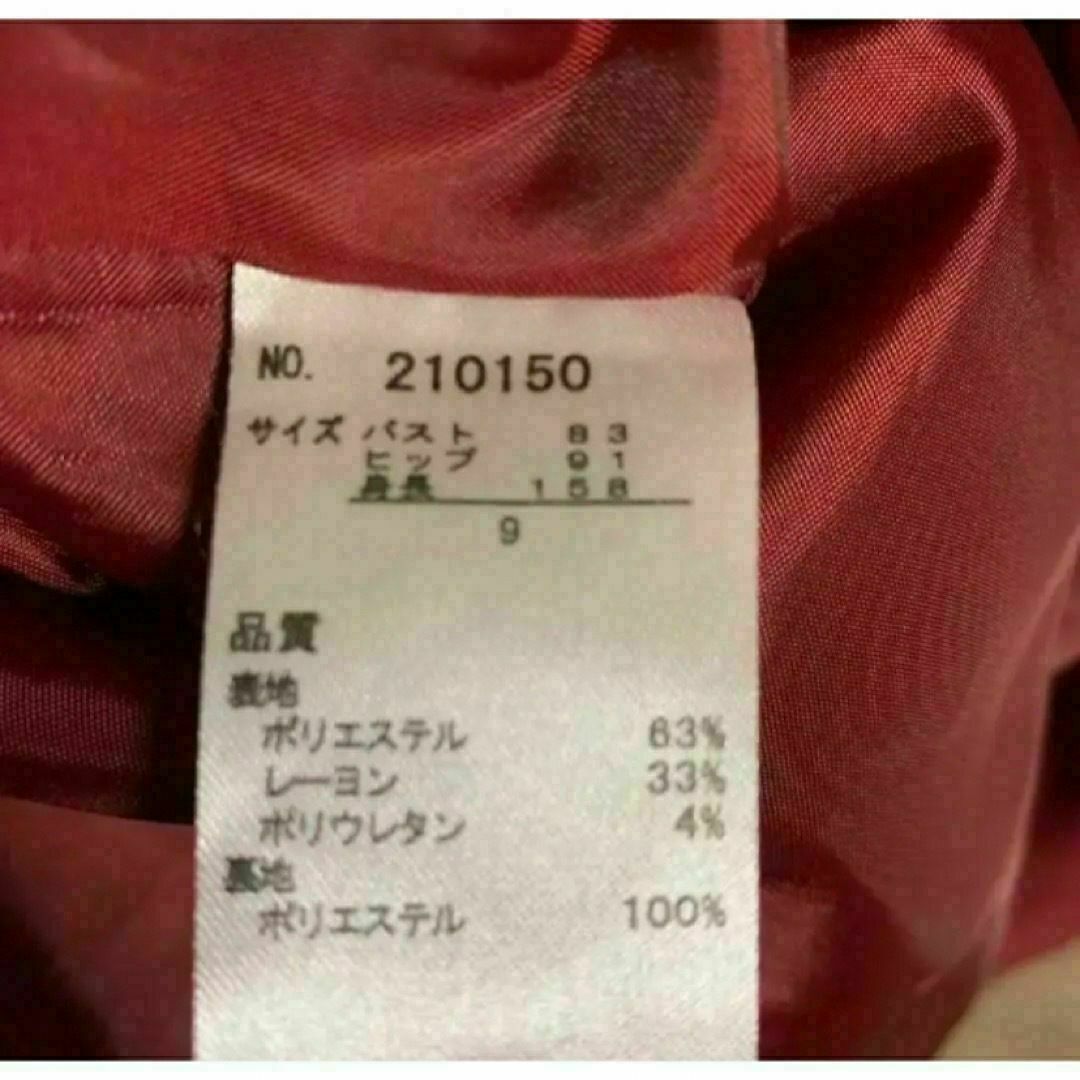 NO. 210150
サイズ バスト 83
ヒップ 91
身長 158
9
品質
表地
ポリエステル 63%
レーヨン 33%
ポリウレタン 4%
裏地
ポリエステル 100%